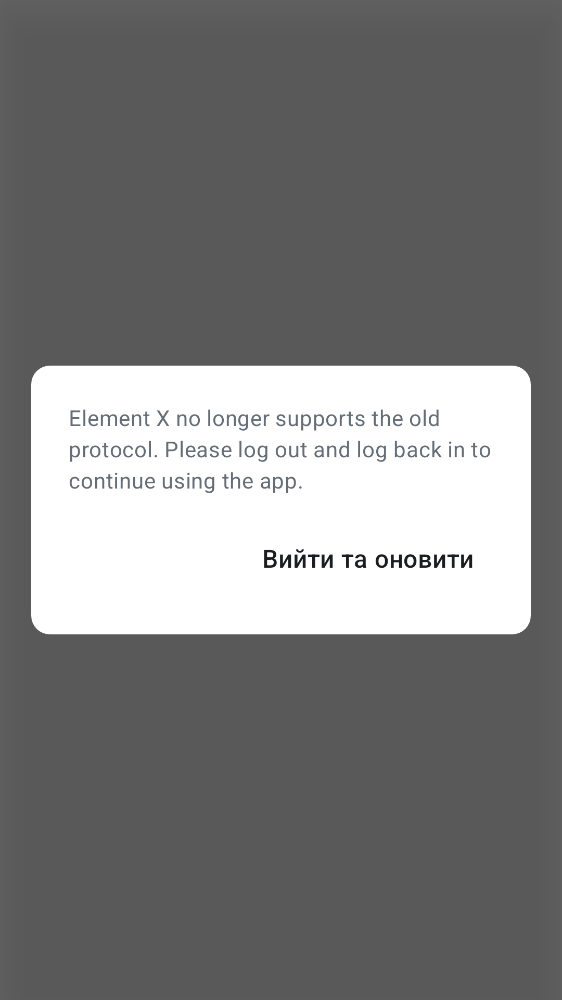 Element X no longer supports the old
protocol. Please log out and log back in to
continue using the app.
Вийти та оновити